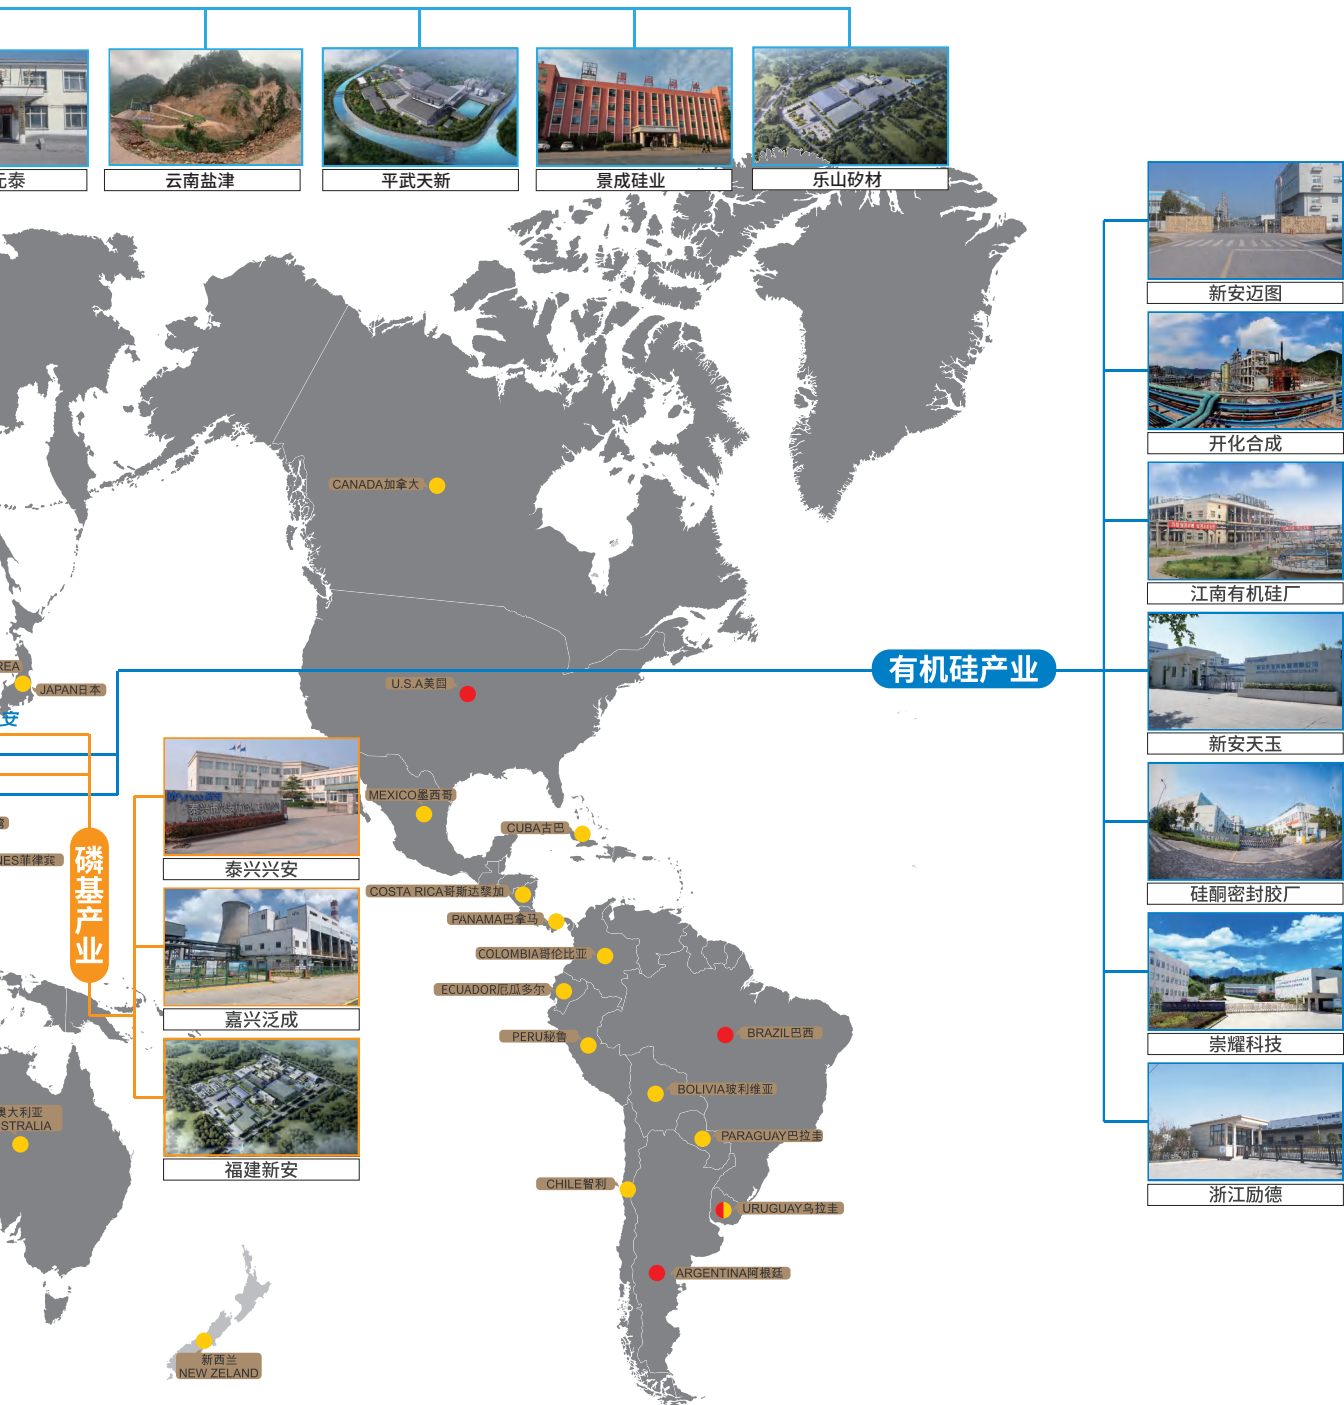 元泰
云南盐津
平武天新
景成硅业
乐山矽材
新安迈图
开化合成
江南有机硅厂
新安天玉
硅酮密封胶厂
崇耀科技
浙江励德
有机硅产业
CANADA加拿大
U.S.A美国
REA
JAPAN日本
安
MEXICO墨西哥
CUBA古巴
NES菲律宾
磷基产业
泰兴兴安
嘉兴泛成
福建新安
COSTA RICA哥斯达黎加
PANAMA巴拿马
COLOMBIA哥伦比亚
ECUADOR厄瓜多尔
PERU秘鲁
BRAZIL巴西
BOLIVIA玻利维亚
PARAGUAY巴拉圭
CHILE智利
URUGUAY乌拉圭
ARGENTINA阿根廷
澳大利亚
STRALIA
新西兰
NEW ZELAND